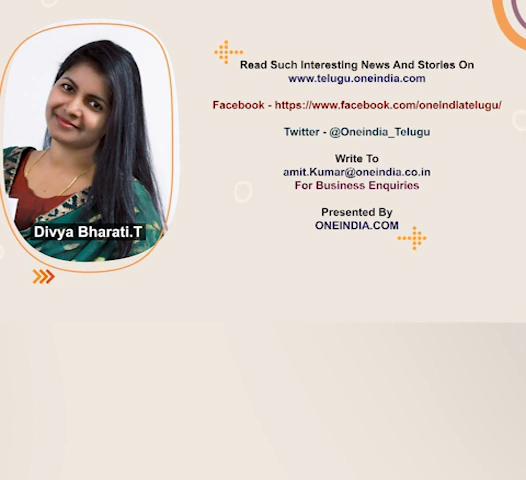 Read Such Interesting News And Stories On
www.telugu.oneindia.com
Facebook - https://www.facebook.com/oneindiatelugu/
Twitter - @Oneindia_Telugu
Write To
amit.Kumar@oneindia.co.in
For Business Enquiries
Presented By
ONEINDIA.COM
Divya Bharati.T